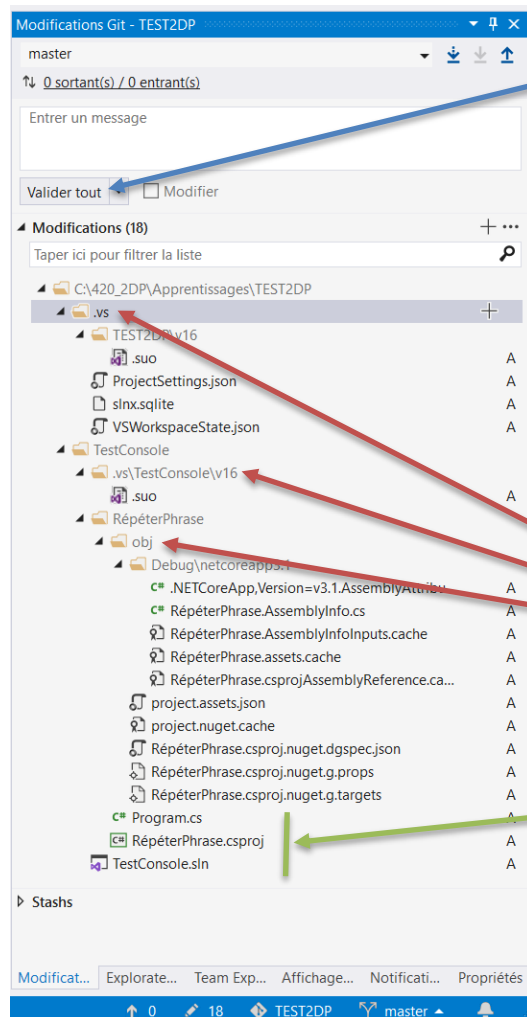 Modifications Git - TEST2DP
master
0 sortant(s) / 0 entrant(s)
Entrer un message
Valider tout
Modifier
Modifications (18)
Taper ici pour filtrer la liste
C:\420_2DP\Apprentissages\TEST2DP
.vs
TEST2DP\v16
.suo A
ProjectSettings.json A
slnx.sqlite A
VSWorkspaceState.json A
TestConsole
.vs\TestConsole\v16
.suo A
RépéterPhrase
obj
Debug\netcoreapp3.1
.NETCoreApp,Version=v3.1.AssemblyAttribu... A
RépéterPhrase.AssemblyInfo.cs A
RépéterPhrase.AssemblyInfoInputs.cache A
RépéterPhrase.assets.cache A
RépéterPhrase.csprojAssemblyReference.ca... A
project.assets.json A
project.nuget.cache A
RépéterPhrase.csproj.nuget.dgspec.json A
RépéterPhrase.csproj.nuget.g.props A
RépéterPhrase.csproj.nuget.g.targets A
Program.cs A
RépéterPhrase.csproj A
TestConsole.sln A
Stashs
Modificat... Explorate... Team Exp... Affichage... Notificati... Propriétés
0 18 TEST2DP master